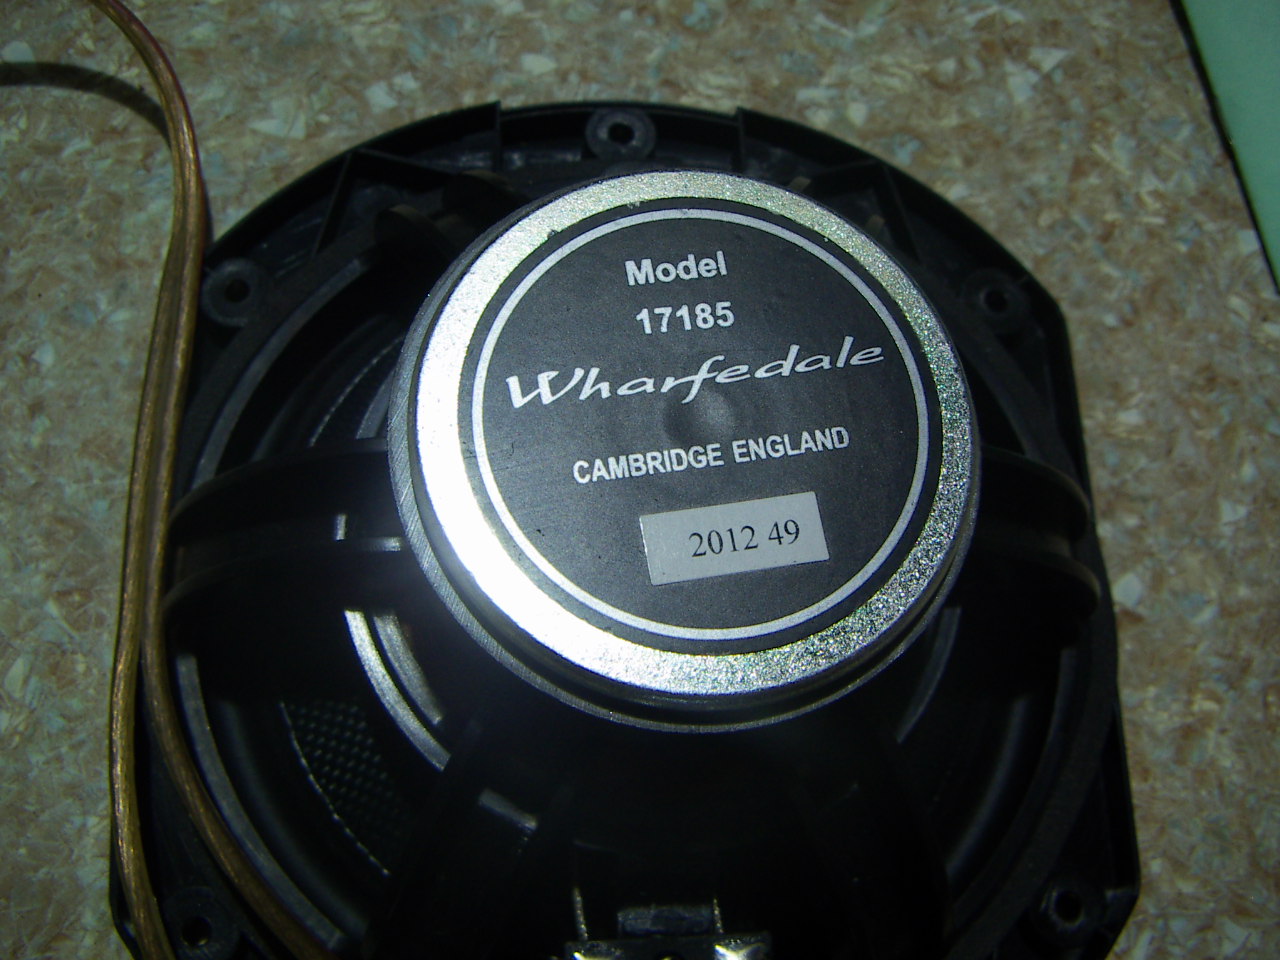 Model
17185
Wharfedale
CAMBRIDGE ENGLAND
2012 49